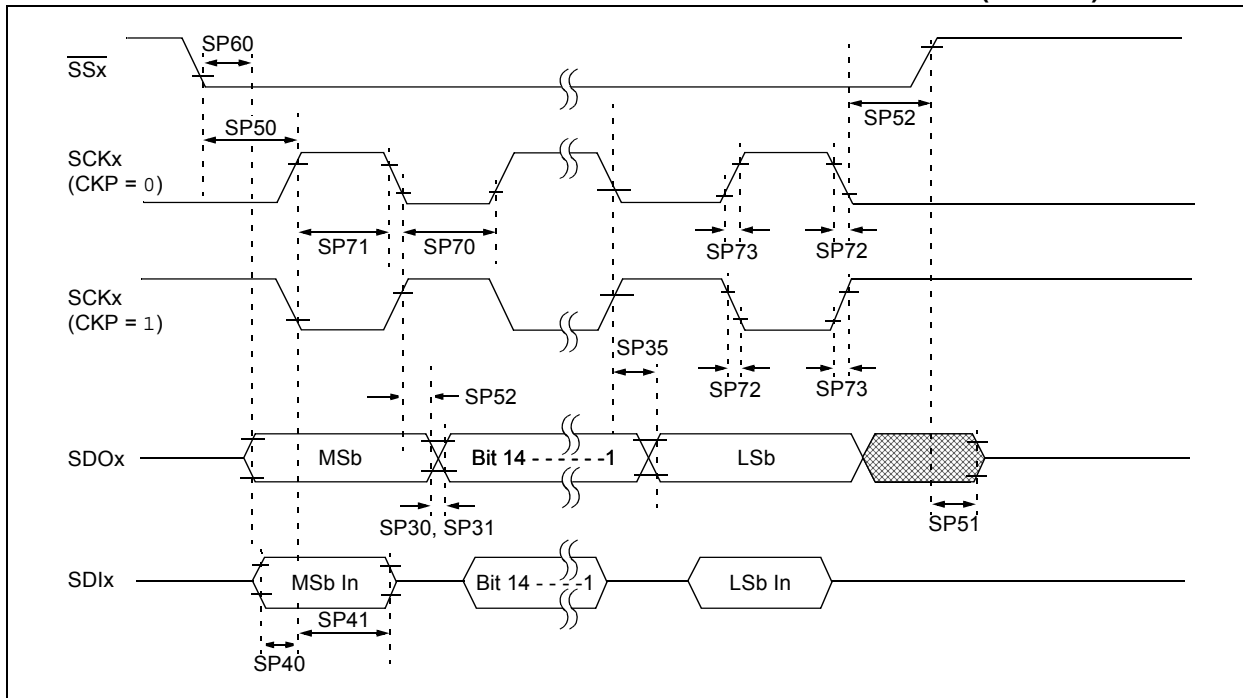 SP60
SSx
SP50
SP52
SCKx
(CKP = 0)
SP71
SP70
SP73
SP72
SCKx
(CKP = 1)
SP35
SP72
SP73
SP52
SDOx
MSb
Bit 14 - - - - - -1
LSb
SP30, SP31
SP51
SDIx
MSb In
Bit 14 - - - -1
LSb In
SP41
SP40